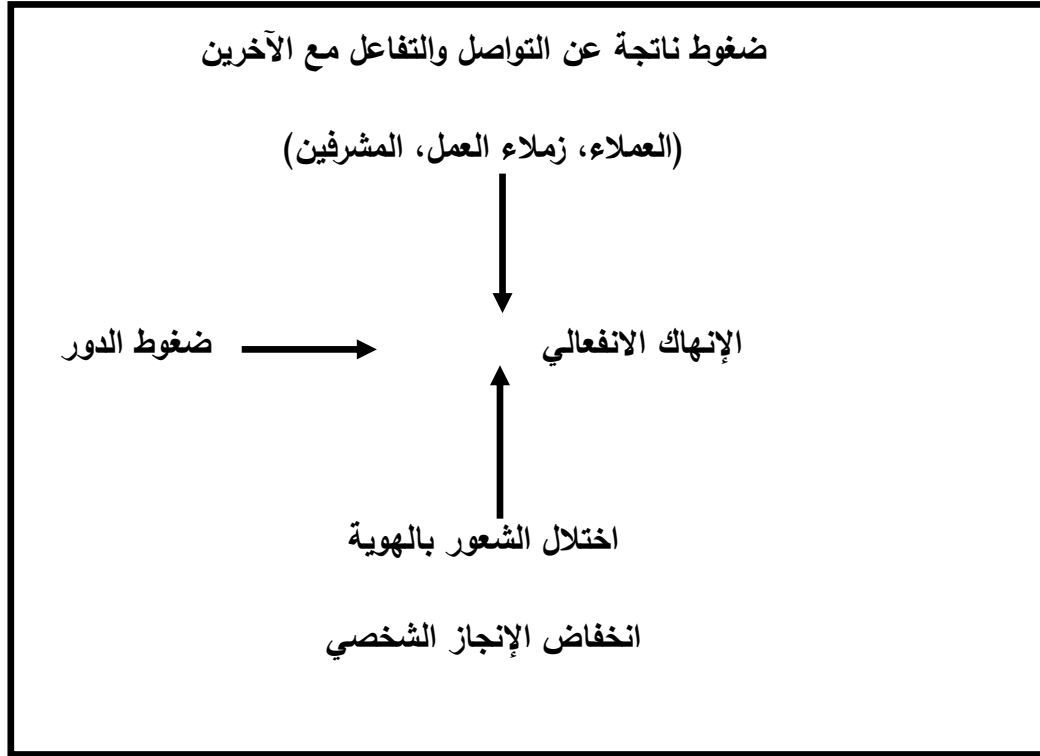 ضغوط ناتجة عن التواصل والتفاعل مع الآخرين
(العملاء، زملاء العمل، المشرفين)
الإنهاك الانفعالي
ضغوط الدور
اختلال الشعور بالهوية
انخفاض الإنجاز الشخصي